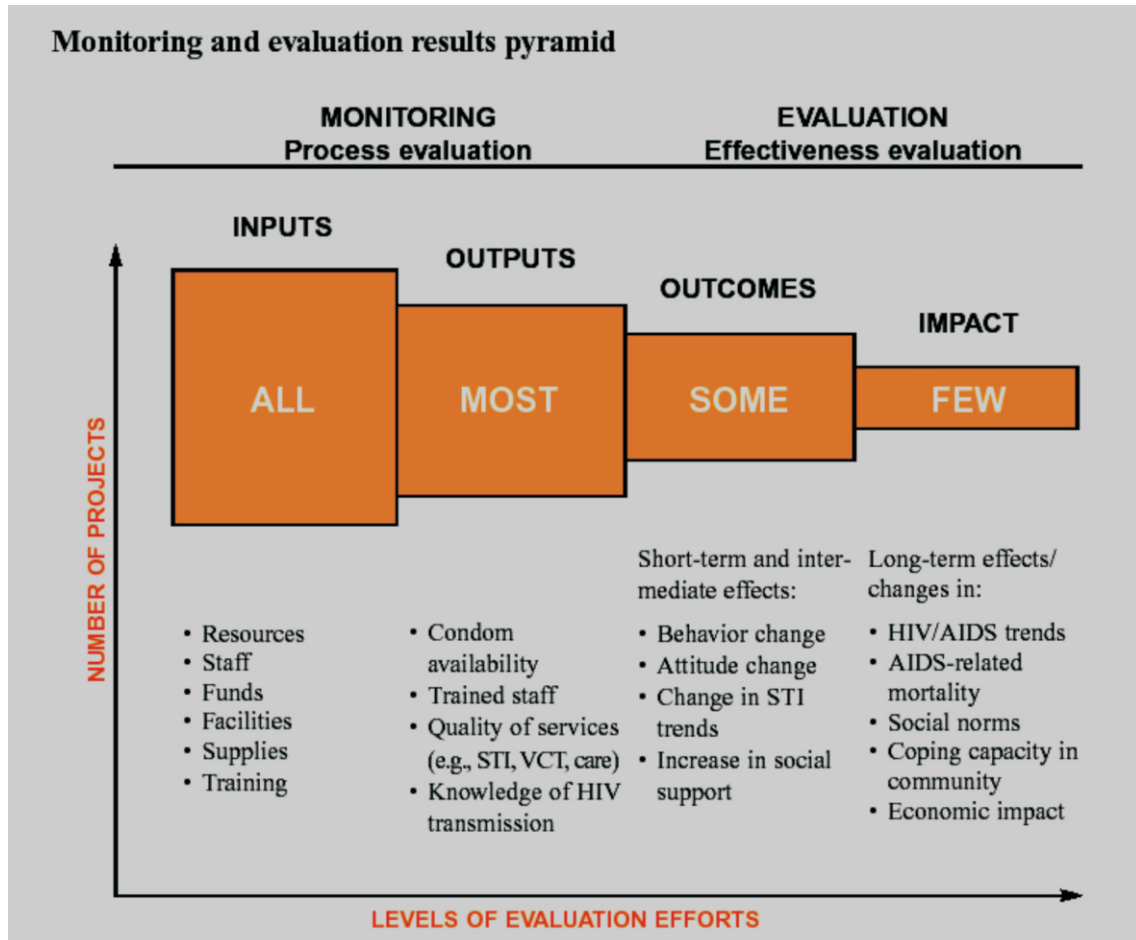 Monitoring and evaluation results pyramid
MONITORING
Process evaluation
EVALUATION
Effectiveness evaluation
INPUTS
OUTPUTS
OUTCOMES
IMPACT
ALL
MOST
SOME
FEW
NUMBER OF PROJECTS
• Resources
• Staff
• Funds
• Facilities
• Supplies
• Training
• Condom
availability
• Trained staff
• Quality of services
(e.g., STI, VCT, care)
• Knowledge of HIV
transmission
Short-term and inter-
mediate effects:
• Behavior change
• Attitude change
• Change in STI
trends
• Increase in social
support
Long-term effects/
changes in:
• HIV/AIDS trends
• AIDS-related
mortality
• Social norms
• Coping capacity in
community
• Economic impact
LEVELS OF EVALUATION EFFORTS